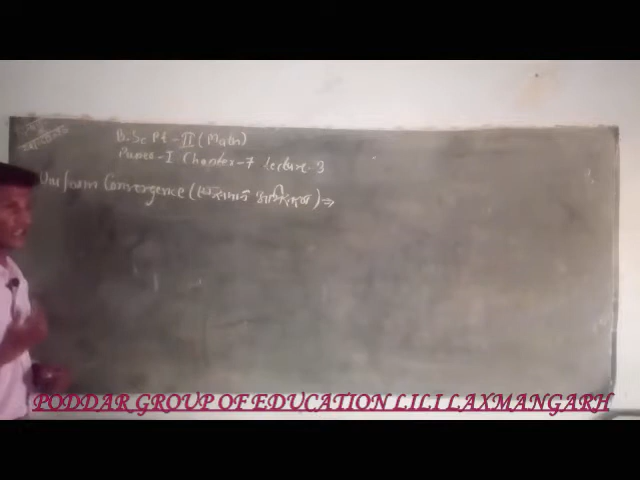 B.Sc Pt-II (Math)
Paper-I Chapter-7 Lecture-3
Uniform Convergence (एकसमान अभिसरण) ⇒
PODDAR GROUP OF EDUCATION LILI LAXMANGARH